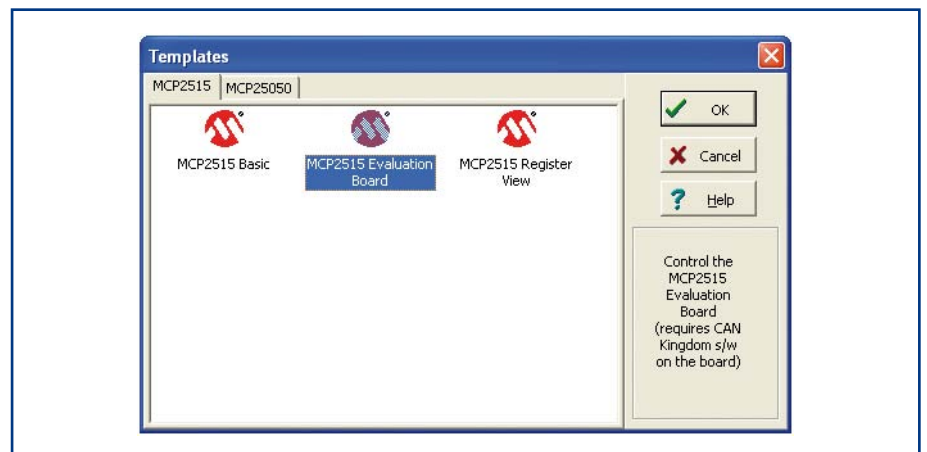 Templates
MCP2515 MCP25050
MCP2515 Basic
MCP2515 Evaluation
Board
MCP2515 Register
View
OK
Cancel
Help
Control the
MCP2515
Evaluation
Board
(requires CAN
Kingdom s/w
on the board)